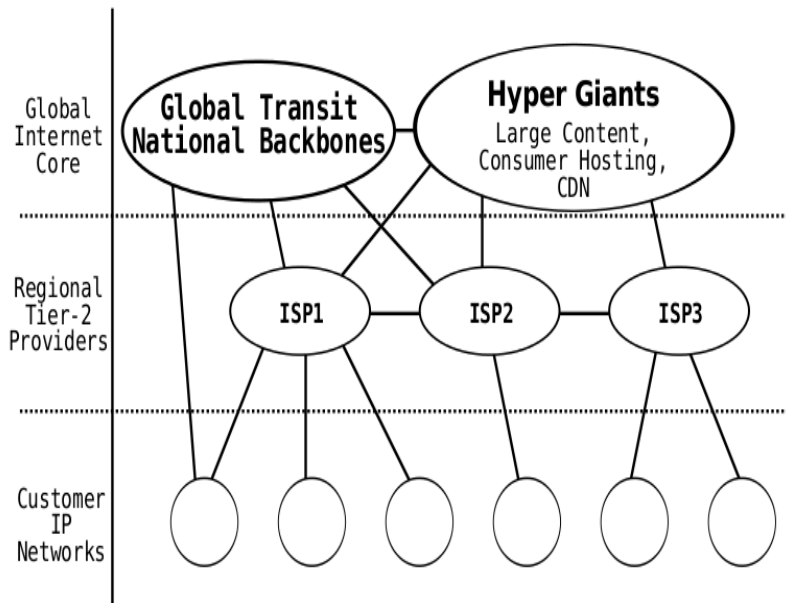 Global Transit
National Backbones
Hyper Giants
Large Content,
Consumer Hosting,
CDN
Global
Internet
Core
Regional
Tier-2
Providers
ISP1
ISP2
ISP3
Customer
IP
Networks